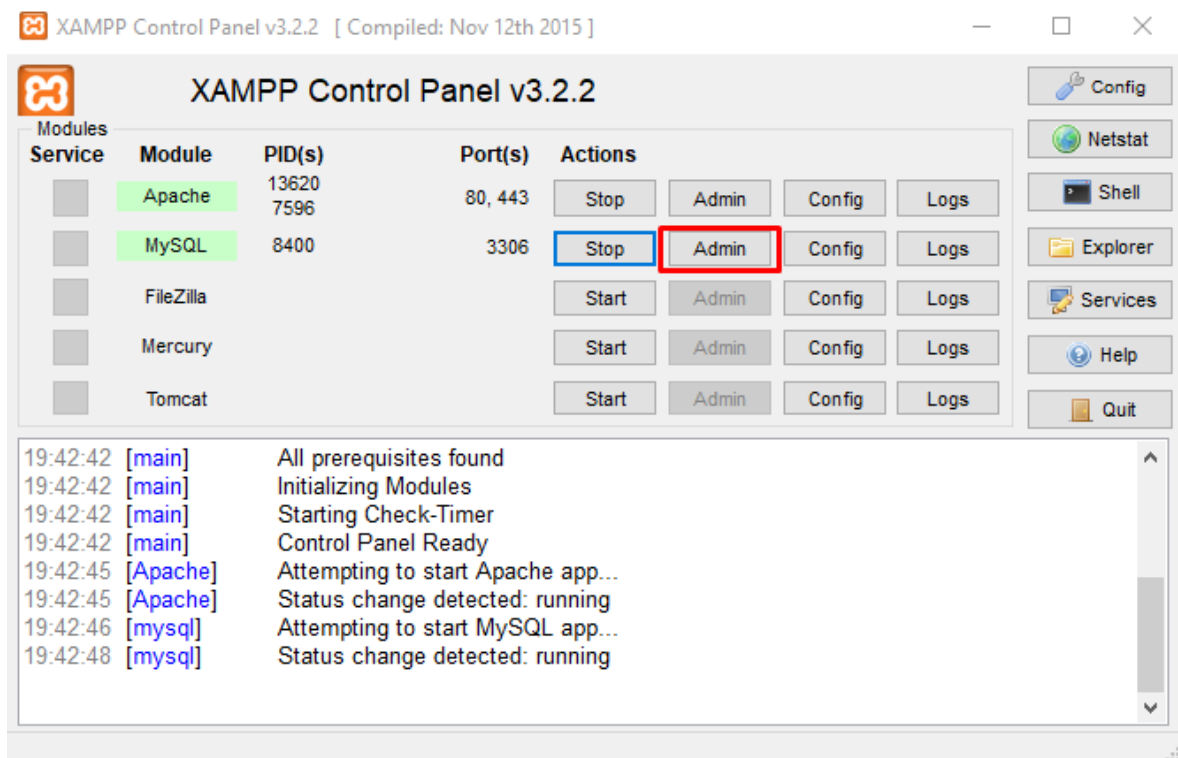 XAMPP Control Panel v3.2.2 [ Compiled: Nov 12th 2015 ]
XAMPP Control Panel v3.2.2
Config
Modules
Service Module PID(s) Port(s) Actions
Netstat
Apache 13620 7596 80, 443 Stop Admin Config Logs
Shell
MySQL 8400 3306 Stop Admin Config Logs
Explorer
FileZilla Start Admin Config Logs
Services
Mercury Start Admin Config Logs
Help
Tomcat Start Admin Config Logs
Quit
19:42:42 [main] All prerequisites found
19:42:42 [main] Initializing Modules
19:42:42 [main] Starting Check-Timer
19:42:42 [main] Control Panel Ready
19:42:45 [Apache] Attempting to start Apache app...
19:42:45 [Apache] Status change detected: running
19:42:46 [mysql] Attempting to start MySQL app...
19:42:48 [mysql] Status change detected: running